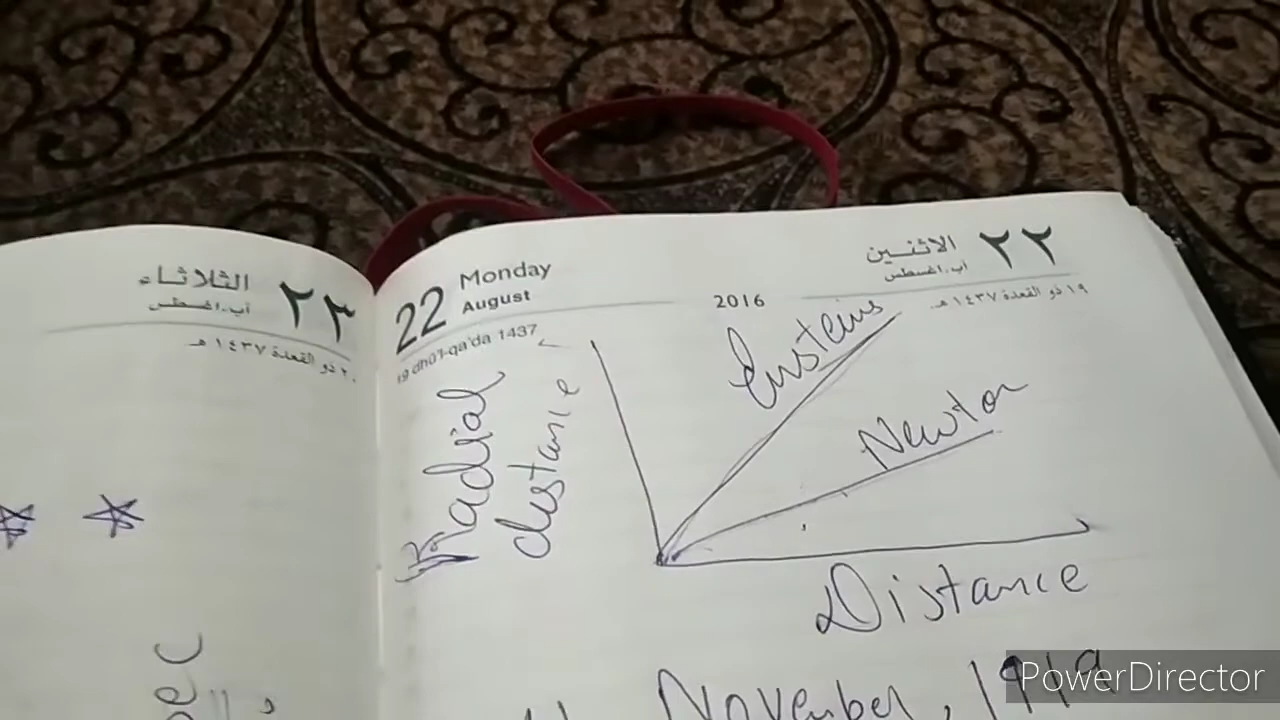 الثلاثاء ٢٣
آب.اغسطس
٢٠ ذو القعدة ١٤٣٧ هـ
22 Monday
August
19 dhū'l-qa'da 1437
2016
الاثنين ٢٢
آب.اغسطس
١٩ ذو القعدة ١٤٣٧ هـ
Radial
distance
Einsteins
Newton
Distance
November, 1919
PowerDirector